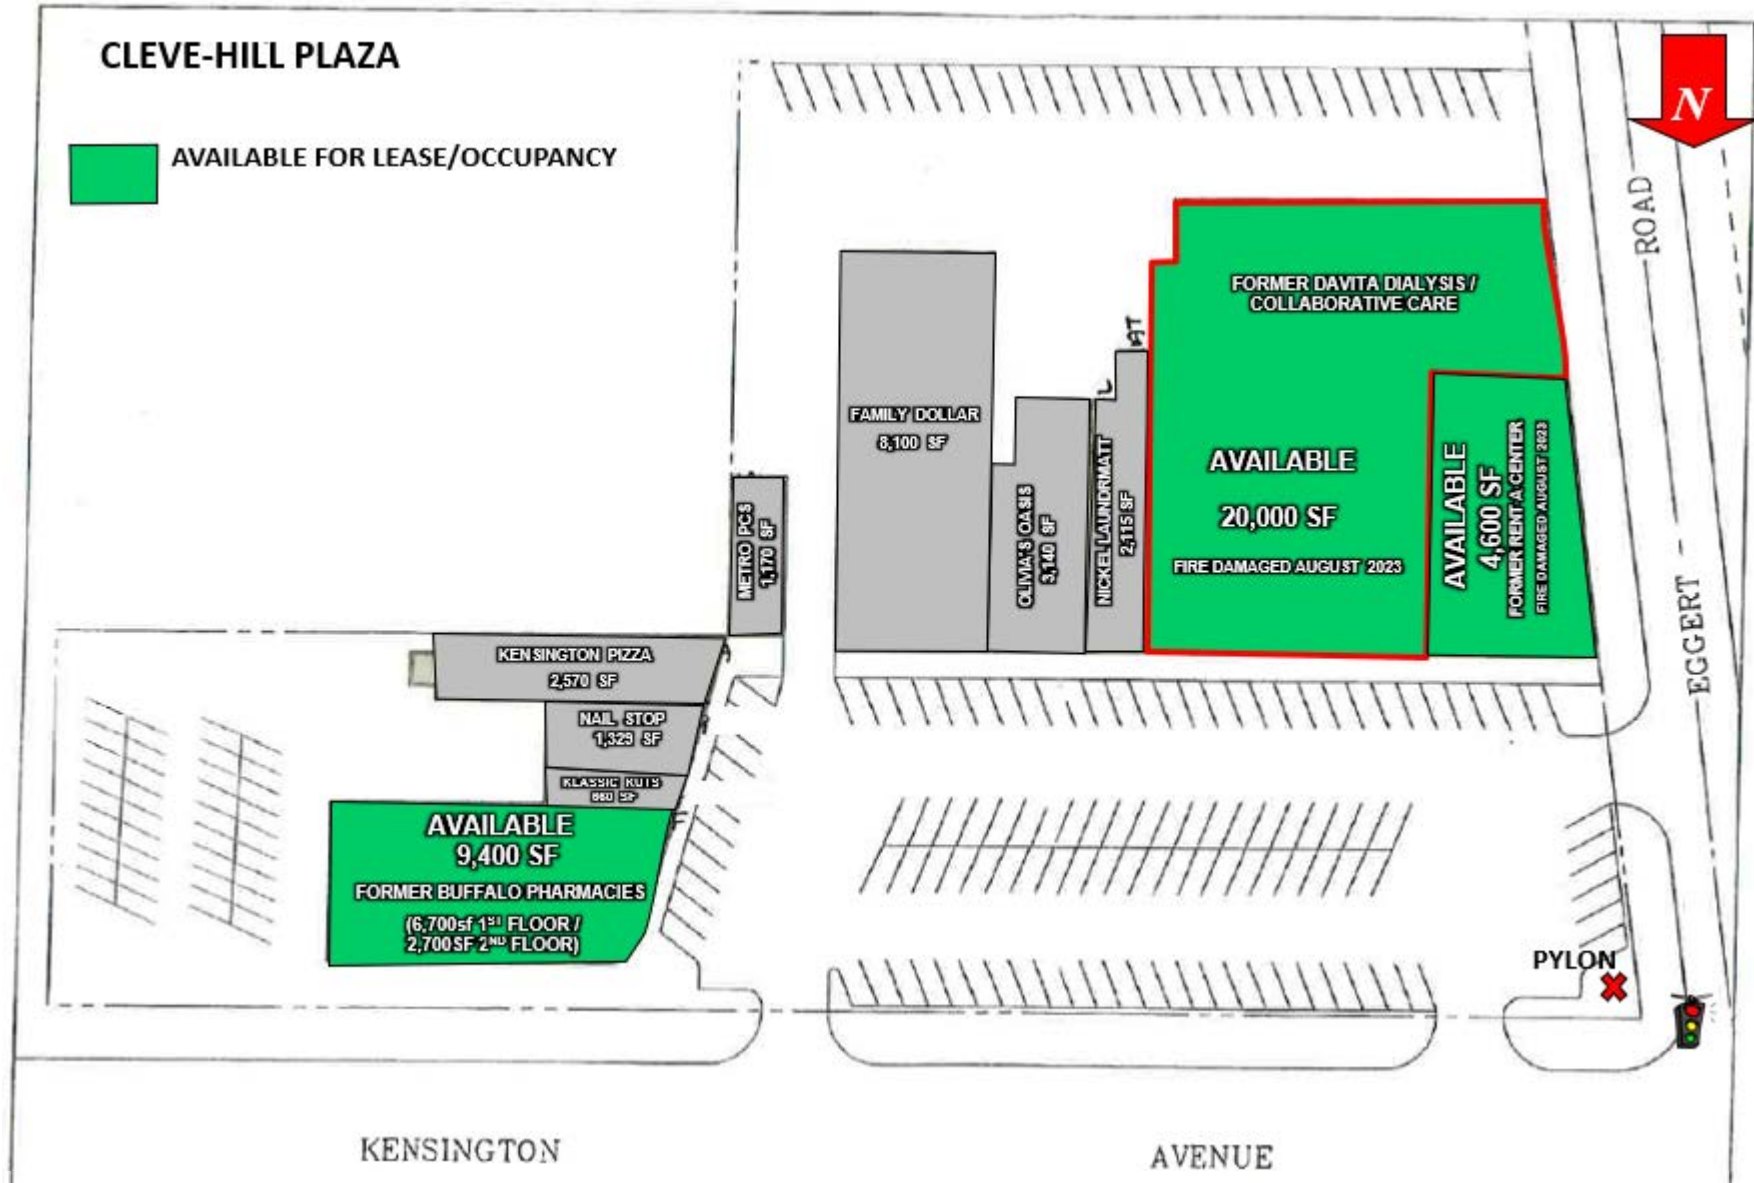 CLEVE-HILL PLAZA
AVAILABLE FOR LEASE/OCCUPANCY
N
ROAD
EGGERT -
FORMER DAVITA DIALYSIS /
COLLABORATIVE CARE
AVAILABLE
20,000 SF
FIRE DAMAGED AUGUST 2023
AVAILABLE
4,600 SF
FORMER RENT A CENTER
FIRE DAMAGED AUGUST 2023
FAMILY DOLLAR
8,100 SF
OLIVIA'S OASIS
3,140 SF
NICKEL LAUNDRMATT
2,115 SF
METRO PCS
1,170 SF
KENSINGTON PIZZA
2,570 SF
NAIL STOP
1,329 SF
KLASSIC KUTS
SF
AVAILABLE
9,400 SF
FORMER BUFFALO PHARMACIES
(6,700sf 1ST FLOOR /
2,700SF 2ND FLOOR)
PYLON
KENSINGTON AVENUE